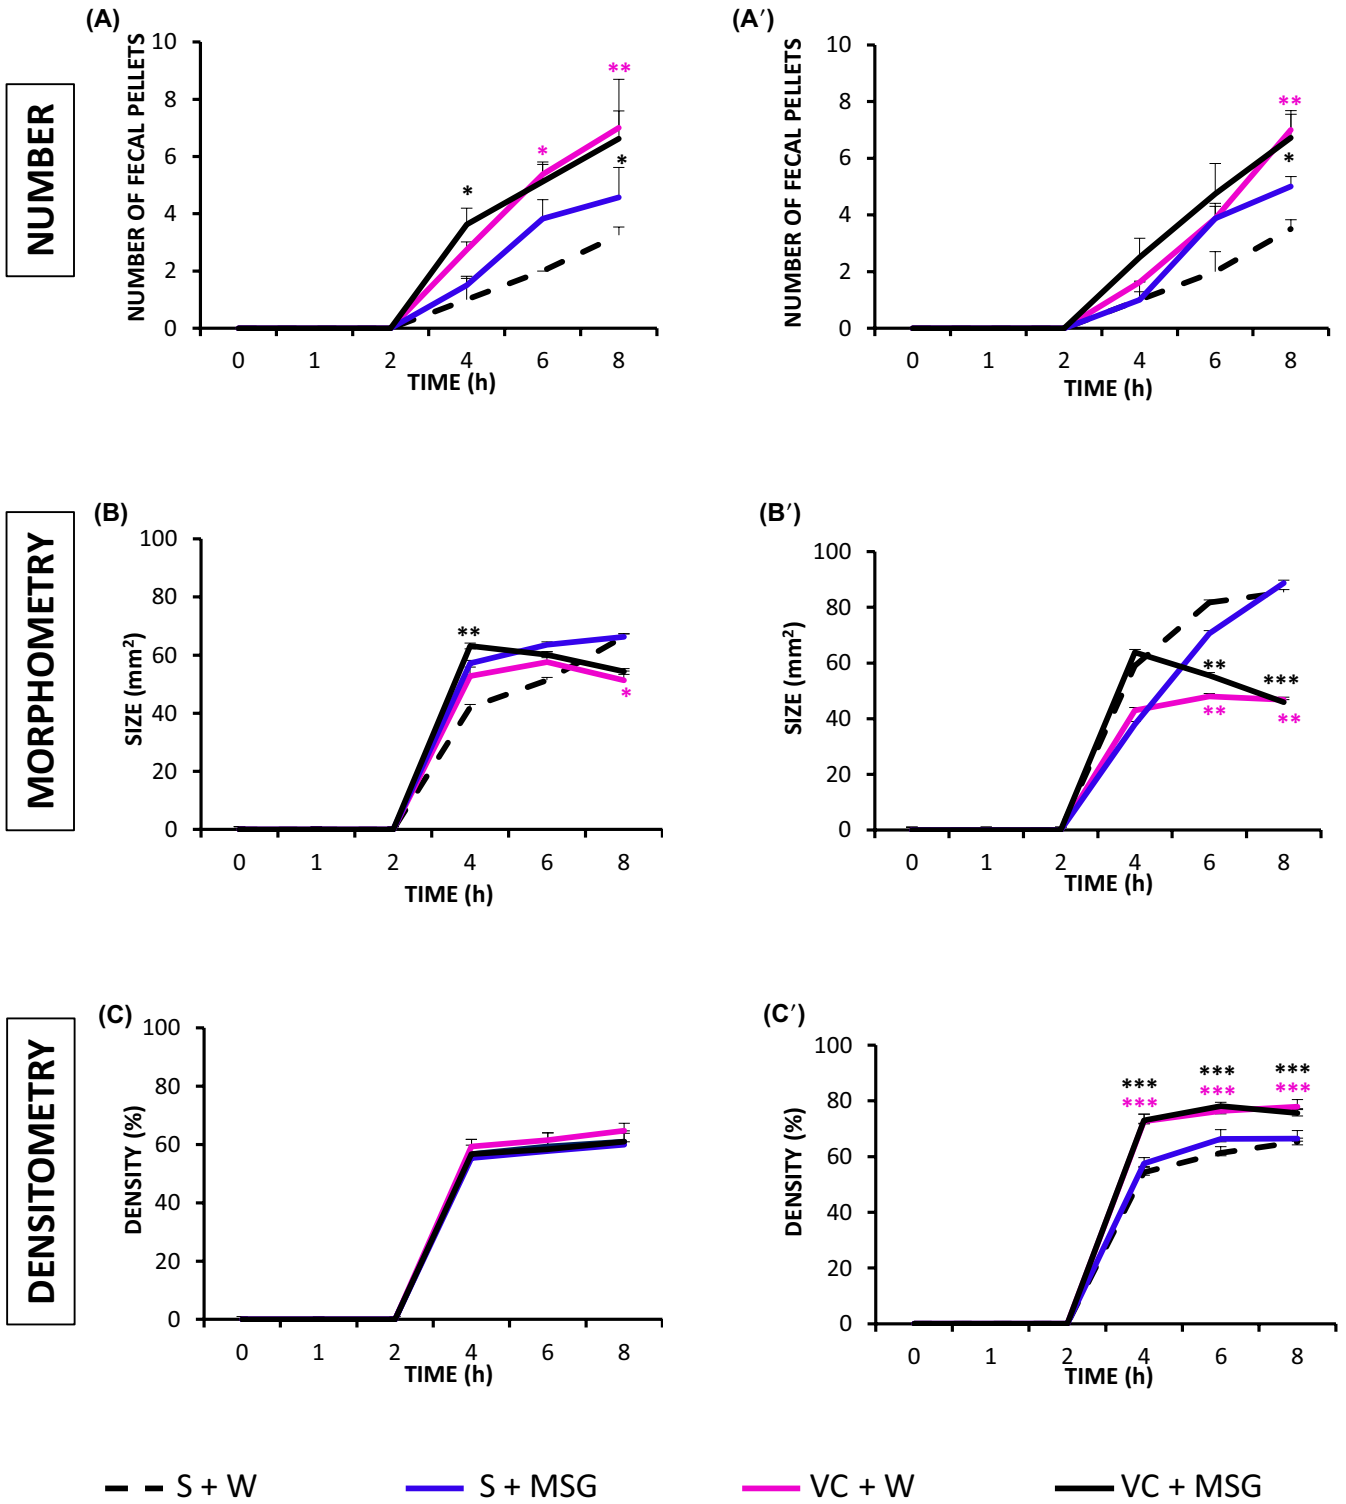 (A)
NUMBER
NUMBER OF FECAL PELLETS
10
8
6
4
2
0
* * ** *
0 1 2 4 6 8
TIME (h)
(A′)
NUMBER OF FECAL PELLETS
10
8
6
4
2
0
** *
0 1 2 4 6 8
TIME (h)
(B)
MORPHOMETRY
SIZE (mm²)
100
80
60
40
20
0
** *
0 1 2 4 6 8
TIME (h)
(B′)
SIZE (mm²)
100
80
60
40
20
0
** ***
** **
0 1 2 4 6 8
TIME (h)
(C)
DENSITOMETRY
DENSITY (%)
100
80
60
40
20
0
0 1 2 4 6 8
TIME (h)
(C′)
DENSITY (%)
100
80
60
40
20
0
*** *** ***
*** *** ***
0 1 2 4 6 8
TIME (h)
S + W S + MSG VC + W VC + MSG